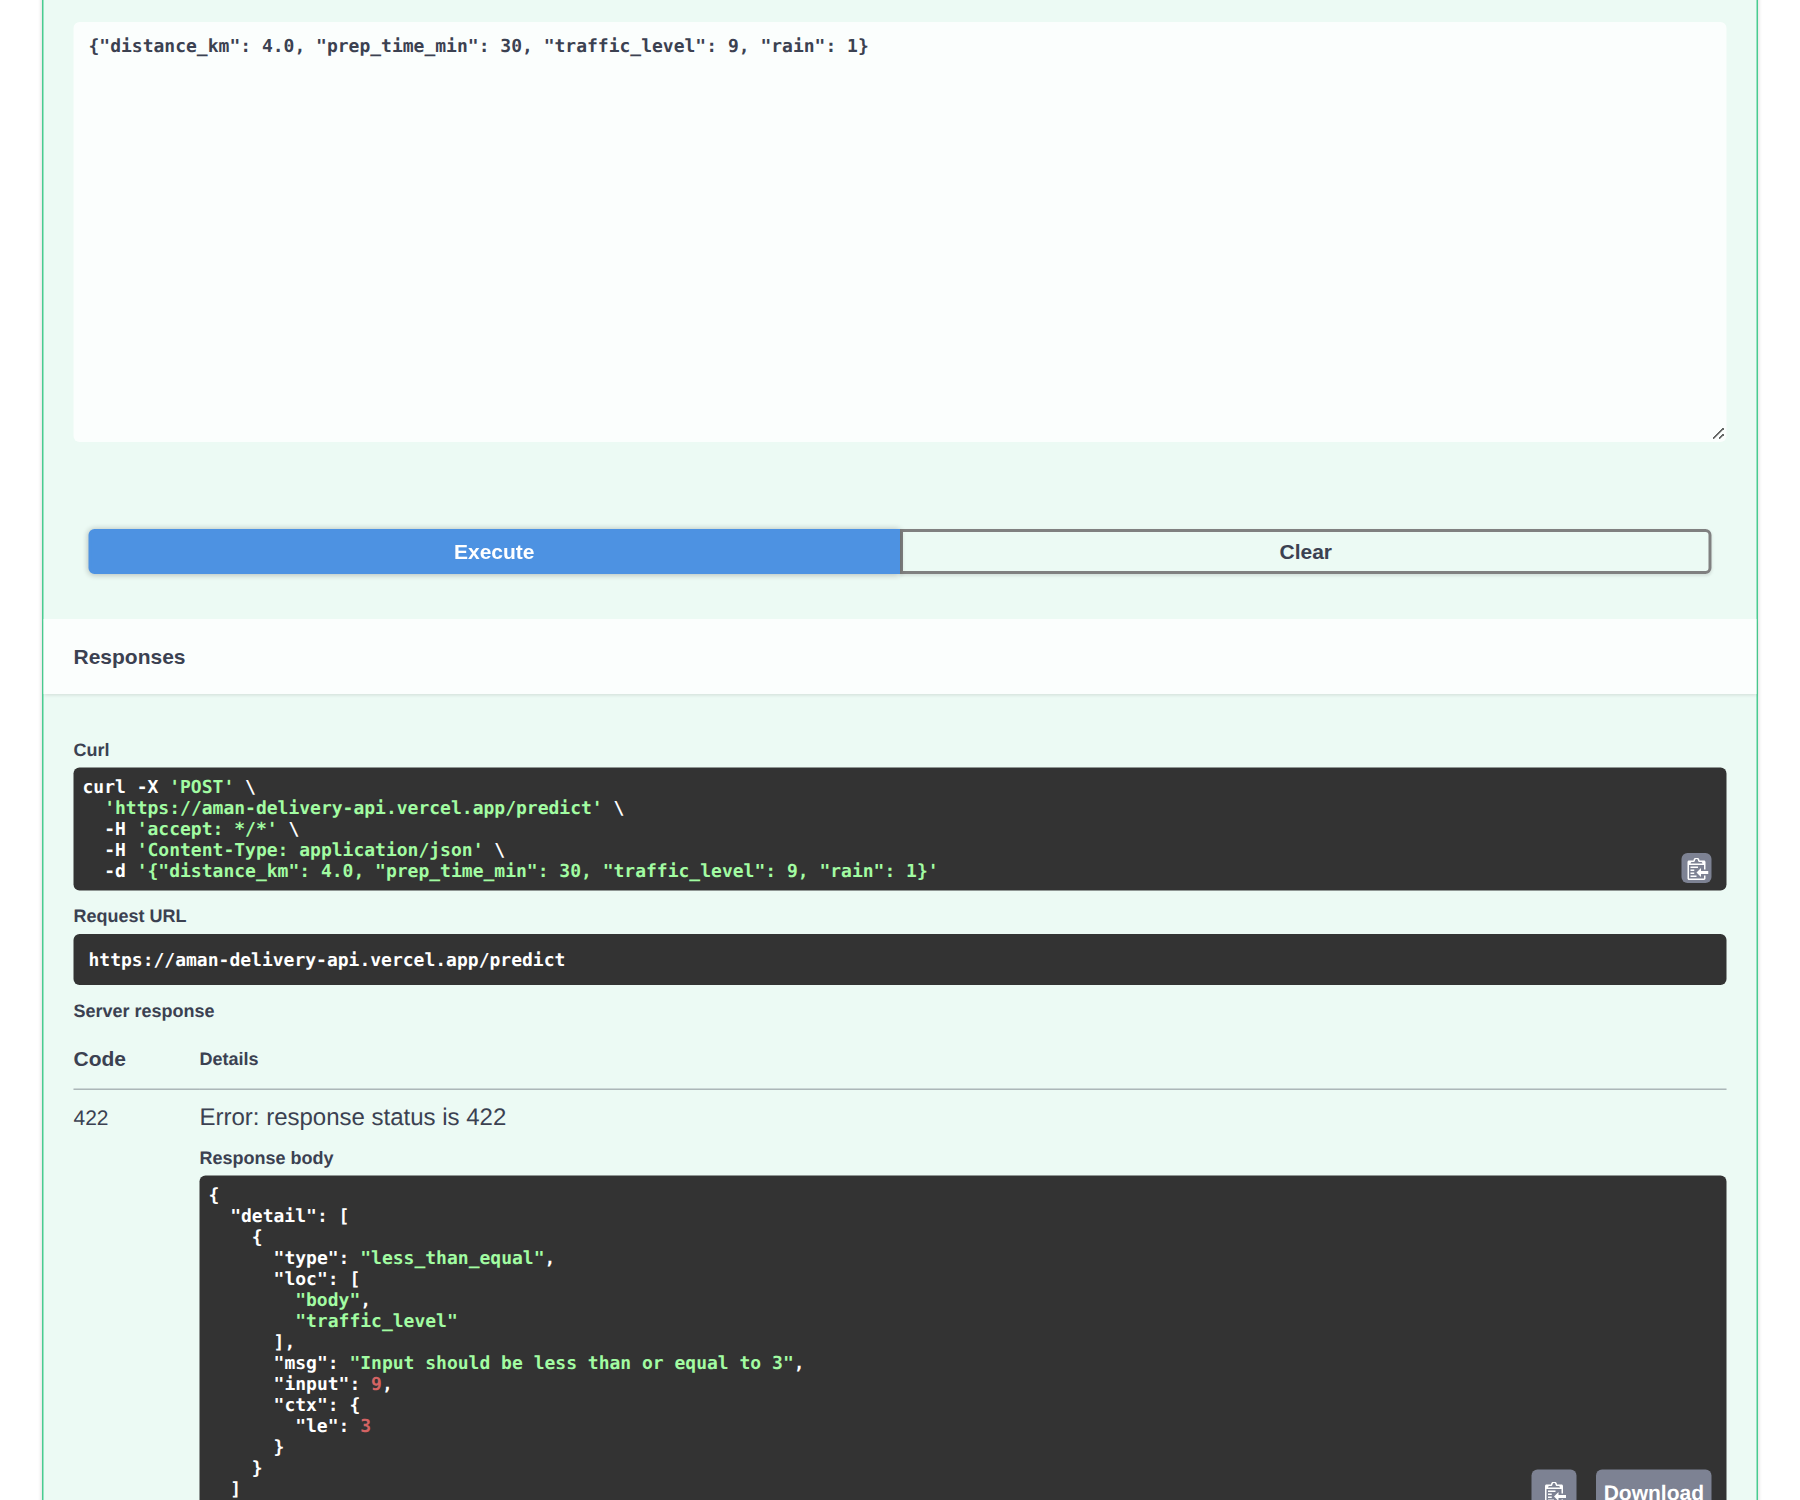 {"distance_km": 4.0, "prep_time_min": 30, "traffic_level": 9, "rain": 1}
Execute
Clear
Responses
Curl
curl -X 'POST' \
  'https://aman-delivery-api.vercel.app/predict' \
  -H 'accept: */*' \
  -H 'Content-Type: application/json' \
  -d '{"distance_km": 4.0, "prep_time_min": 30, "traffic_level": 9, "rain": 1}'
Request URL
https://aman-delivery-api.vercel.app/predict
Server response
Code Details
422 Error: response status is 422
Response body
{
  "detail": [
    {
      "type": "less_than_equal",
      "loc": [
        "body",
        "traffic_level"
      ],
      "msg": "Input should be less than or equal to 3",
      "input": 9,
      "ctx": {
        "le": 3
      }
    }
  ]
Download